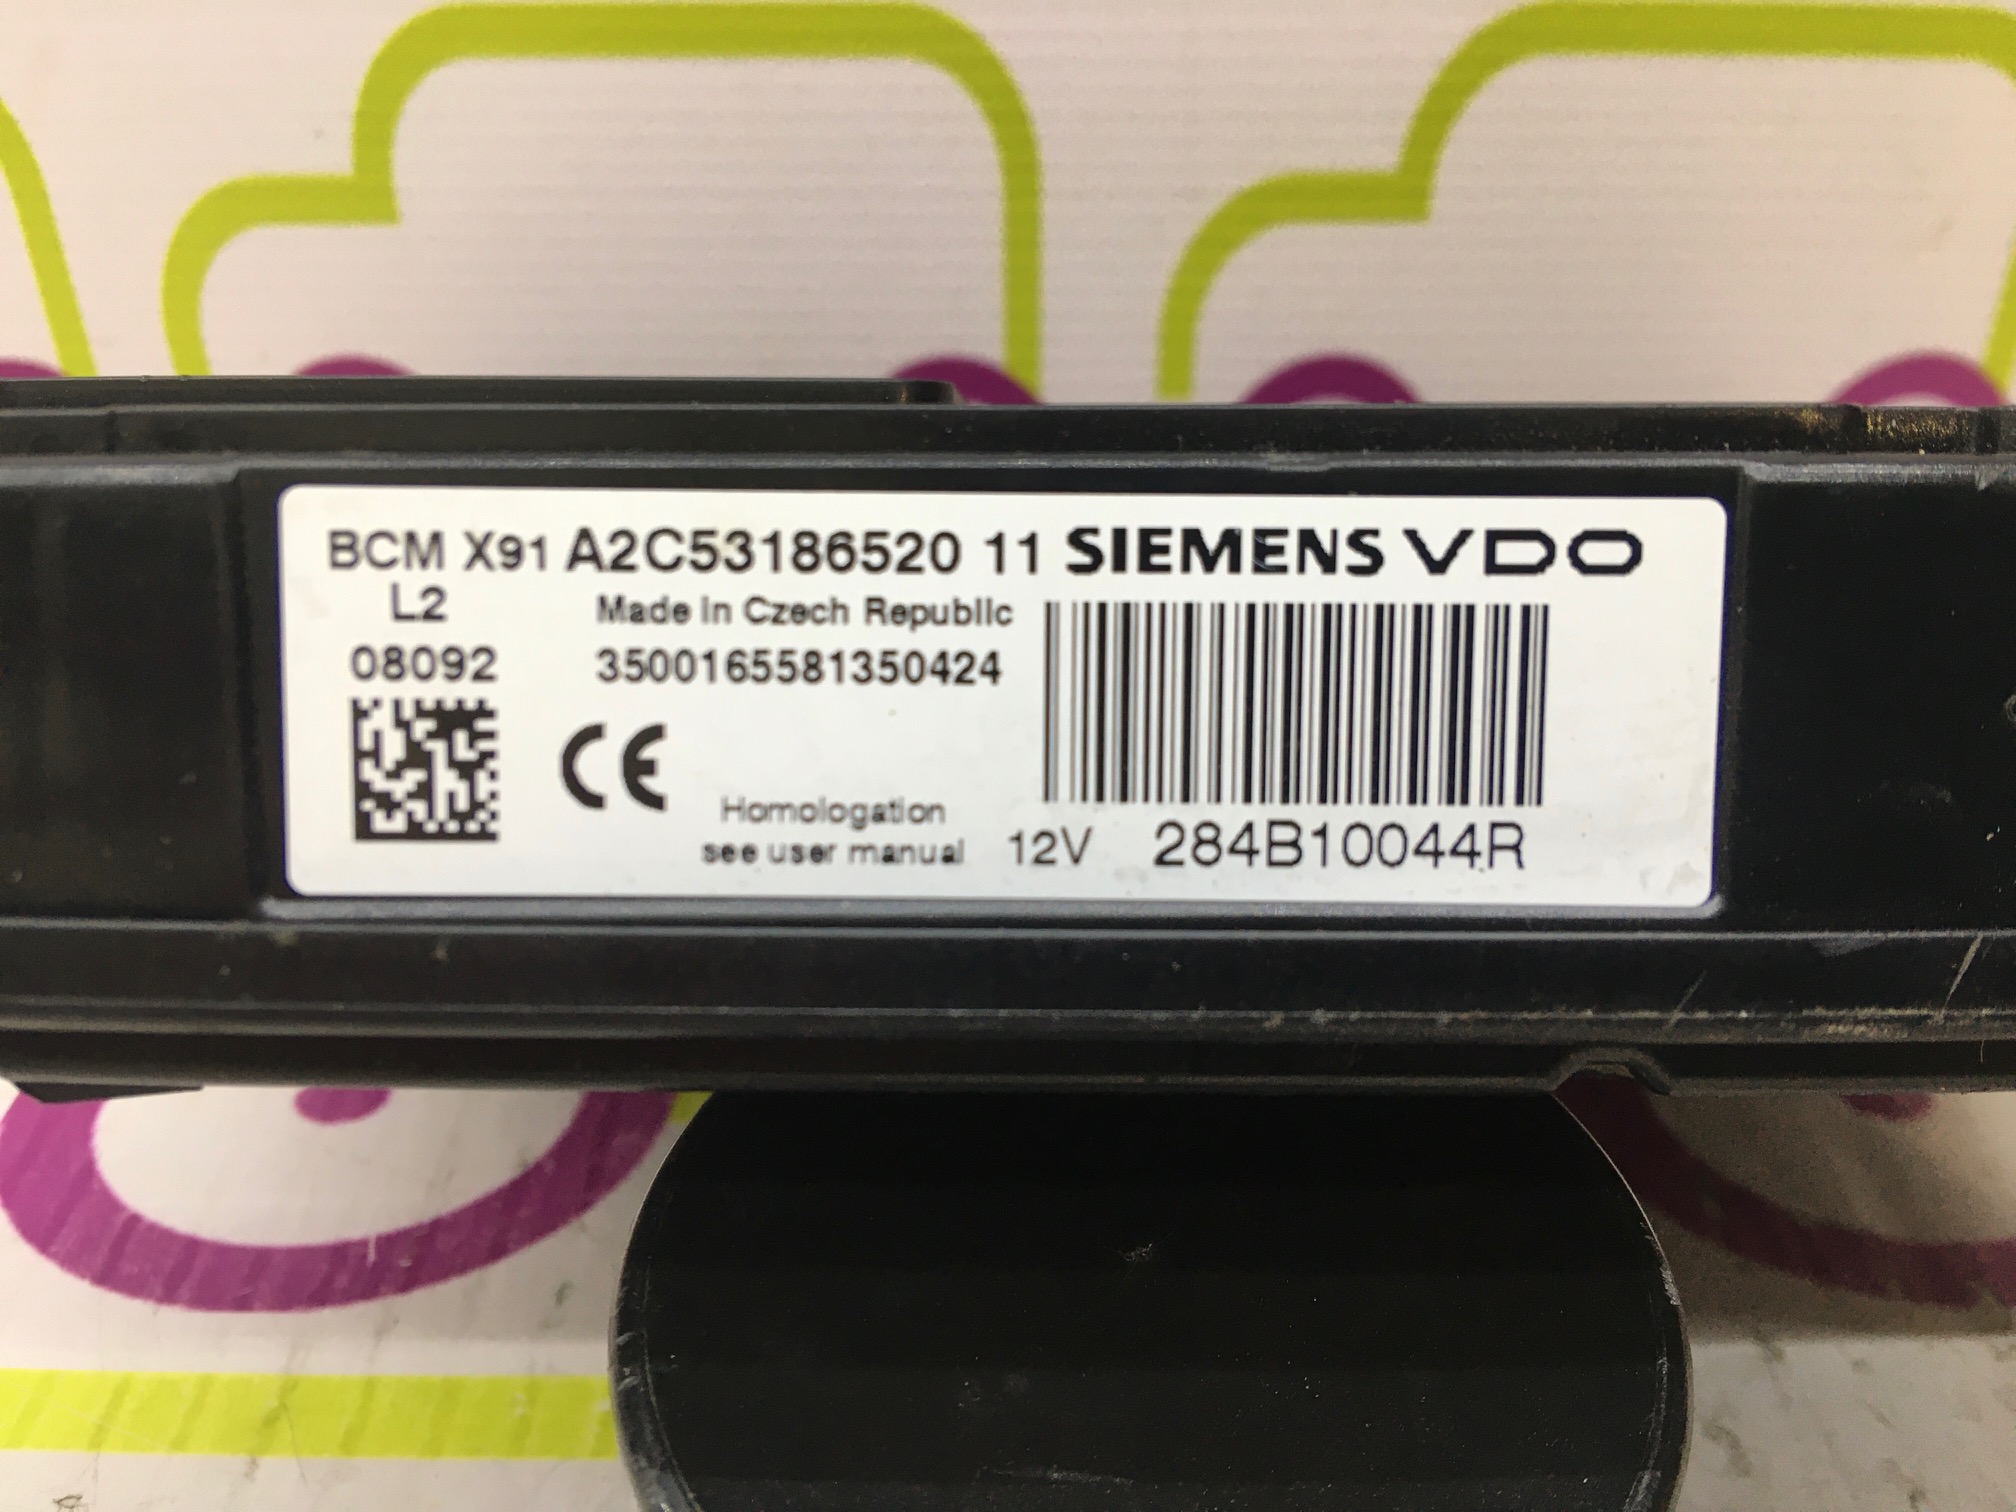 BCM X91 A2C53186520 11 SIEMENS VDO
L2 Made in Czech Republic
08092 3500165581350424
CE
Homologation
see user manual 12V 284B10044R